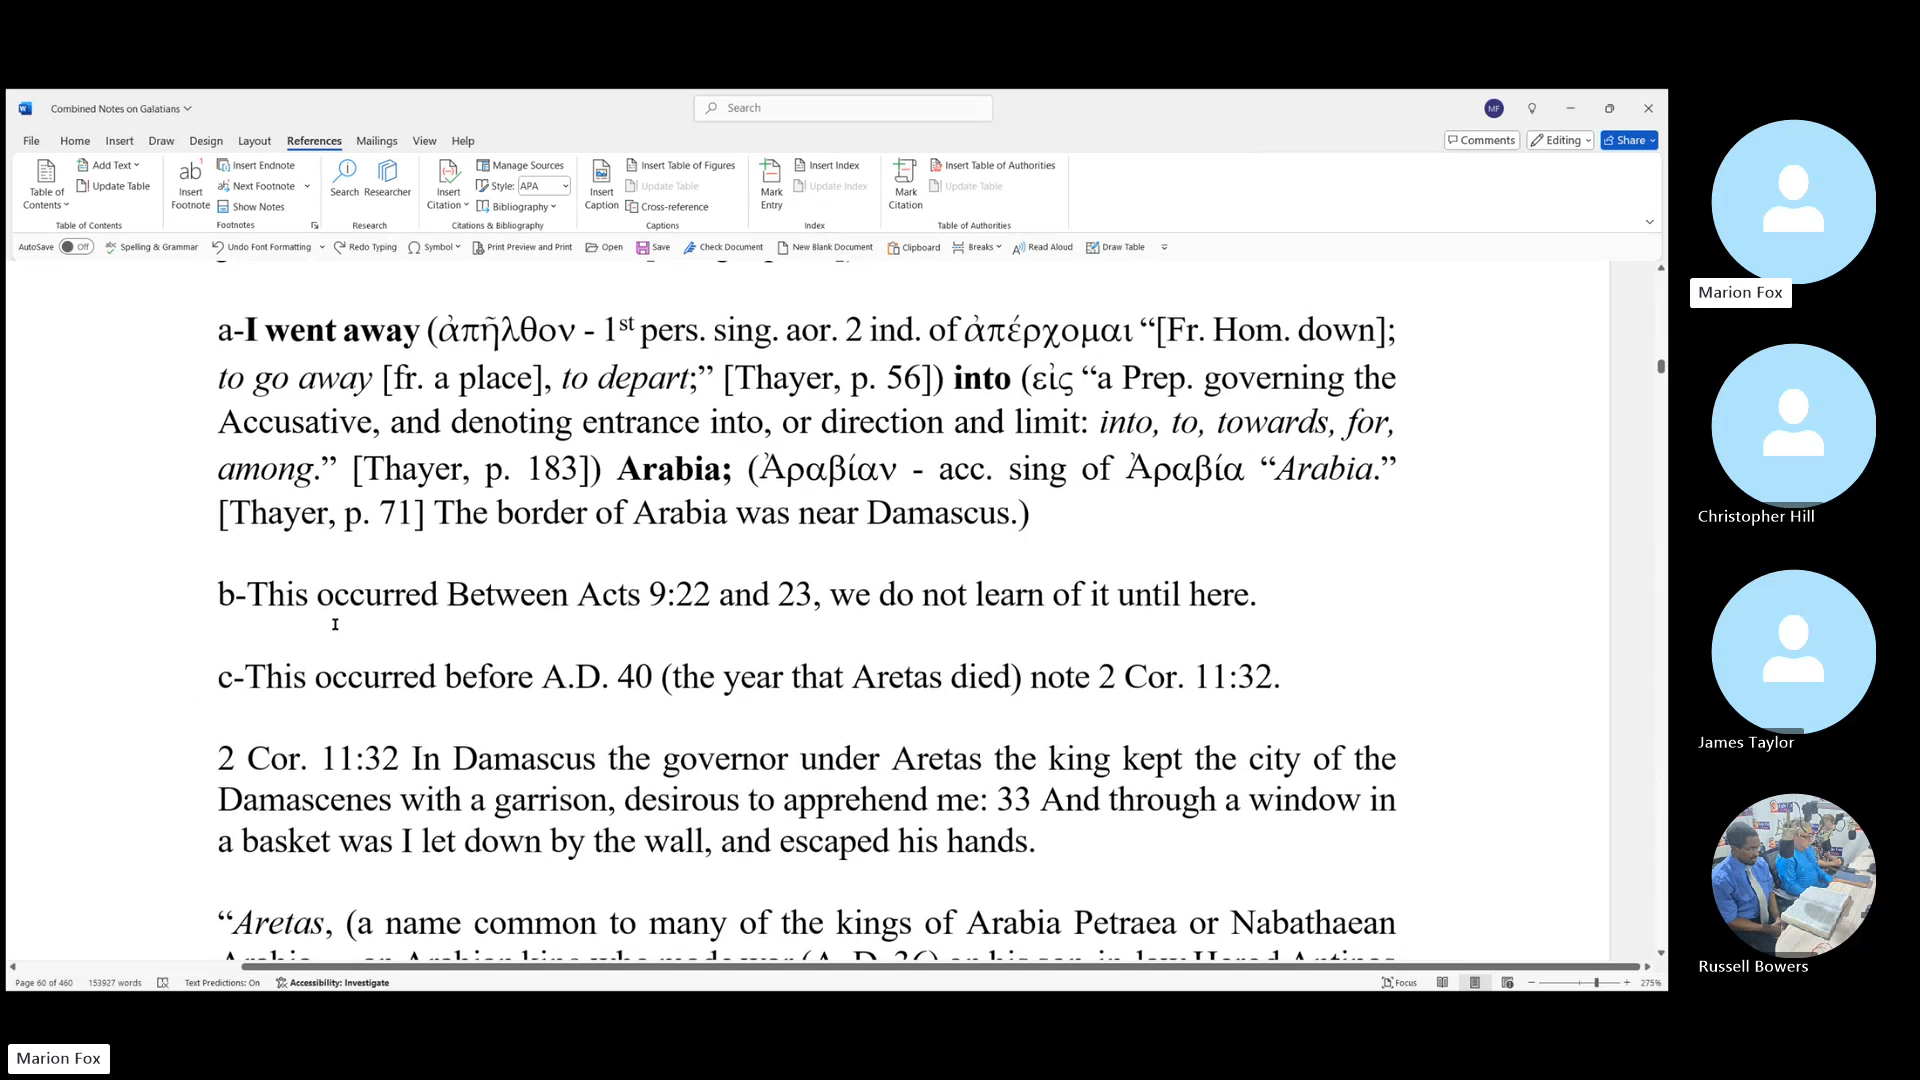 Combined Notes on Galatians
Search
MF
File Home Insert Draw Design Layout References Mailings View Help
Comments Editing Share
Table of Contents
Add Text
Update Table
Table of Contents
ab
Insert Footnote
Insert Endnote
Next Footnote
Show Notes
Footnotes
Search
Researcher
Research
Insert Citation
Manage Sources
Style: APA
Bibliography
Citations & Bibliography
Insert Caption
Insert Table of Figures
Update Table
Cross-reference
Captions
Mark Entry
Insert Index
Update Index
Index
Mark Citation
Insert Table of Authorities
Update Table
Table of Authorities
AutoSave Off Spelling & Grammar Undo Font Formatting Redo Typing Symbol Print Preview and Print Open Save Check Document New Blank Document Clipboard Breaks Read Aloud Draw Table
a-I went away (ἀπῆλθον - 1st pers. sing. aor. 2 ind. of ἀπέρχομαι “[Fr. Hom. down];
to go away [fr. a place], to depart;” [Thayer, p. 56]) into (εἰς “a Prep. governing the
Accusative, and denoting entrance into, or direction and limit: into, to, towards, for,
among.” [Thayer, p. 183]) Arabia; (Ἀραβίαν - acc. sing of Ἀραβία “Arabia.”
[Thayer, p. 71] The border of Arabia was near Damascus.)
b-This occurred Between Acts 9:22 and 23, we do not learn of it until here.
c-This occurred before A.D. 40 (the year that Aretas died) note 2 Cor. 11:32.
2 Cor. 11:32 In Damascus the governor under Aretas the king kept the city of the
Damascenes with a garrison, desirous to apprehend me: 33 And through a window in
a basket was I let down by the wall, and escaped his hands.
“Aretas, (a name common to many of the kings of Arabia Petraea or Nabathaean
Page 60 of 460 153927 words Text Predictions: On Accessibility: Investigate Focus 275%
Marion Fox
Christopher Hill
James Taylor
Russell Bowers
Marion Fox